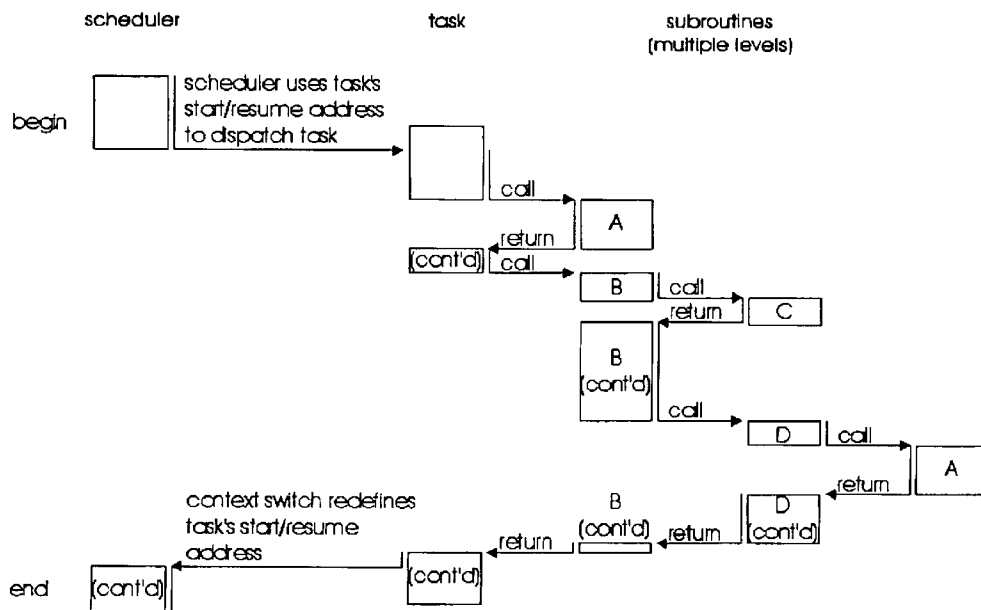 scheduler
task
subroutines
(multiple levels)
begin
scheduler uses task's
start/resume address
to dispatch task
call
A
return
(cont'd)
call
B
call
C
return
B
(cont'd)
call
D
call
A
return
D
(cont'd)
return
B
(cont'd)
return
(cont'd)
context switch redefines
task's start/resume
address
end
(cont'd)